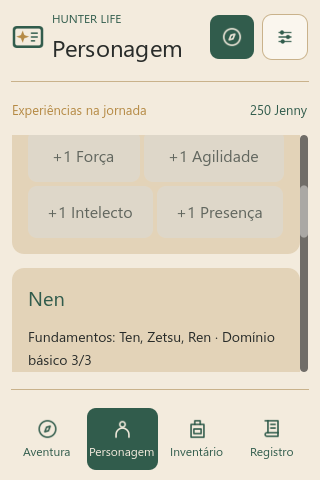 HUNTER LIFE
Personagem
Experiências na jornada
250 Jenny
+1 Força
+1 Agilidade
+1 Intelecto
+1 Presença
Nen
Fundamentos: Ten, Zetsu, Ren · Domínio
básico 3/3
Aventura
Personagem
Inventário
Registro